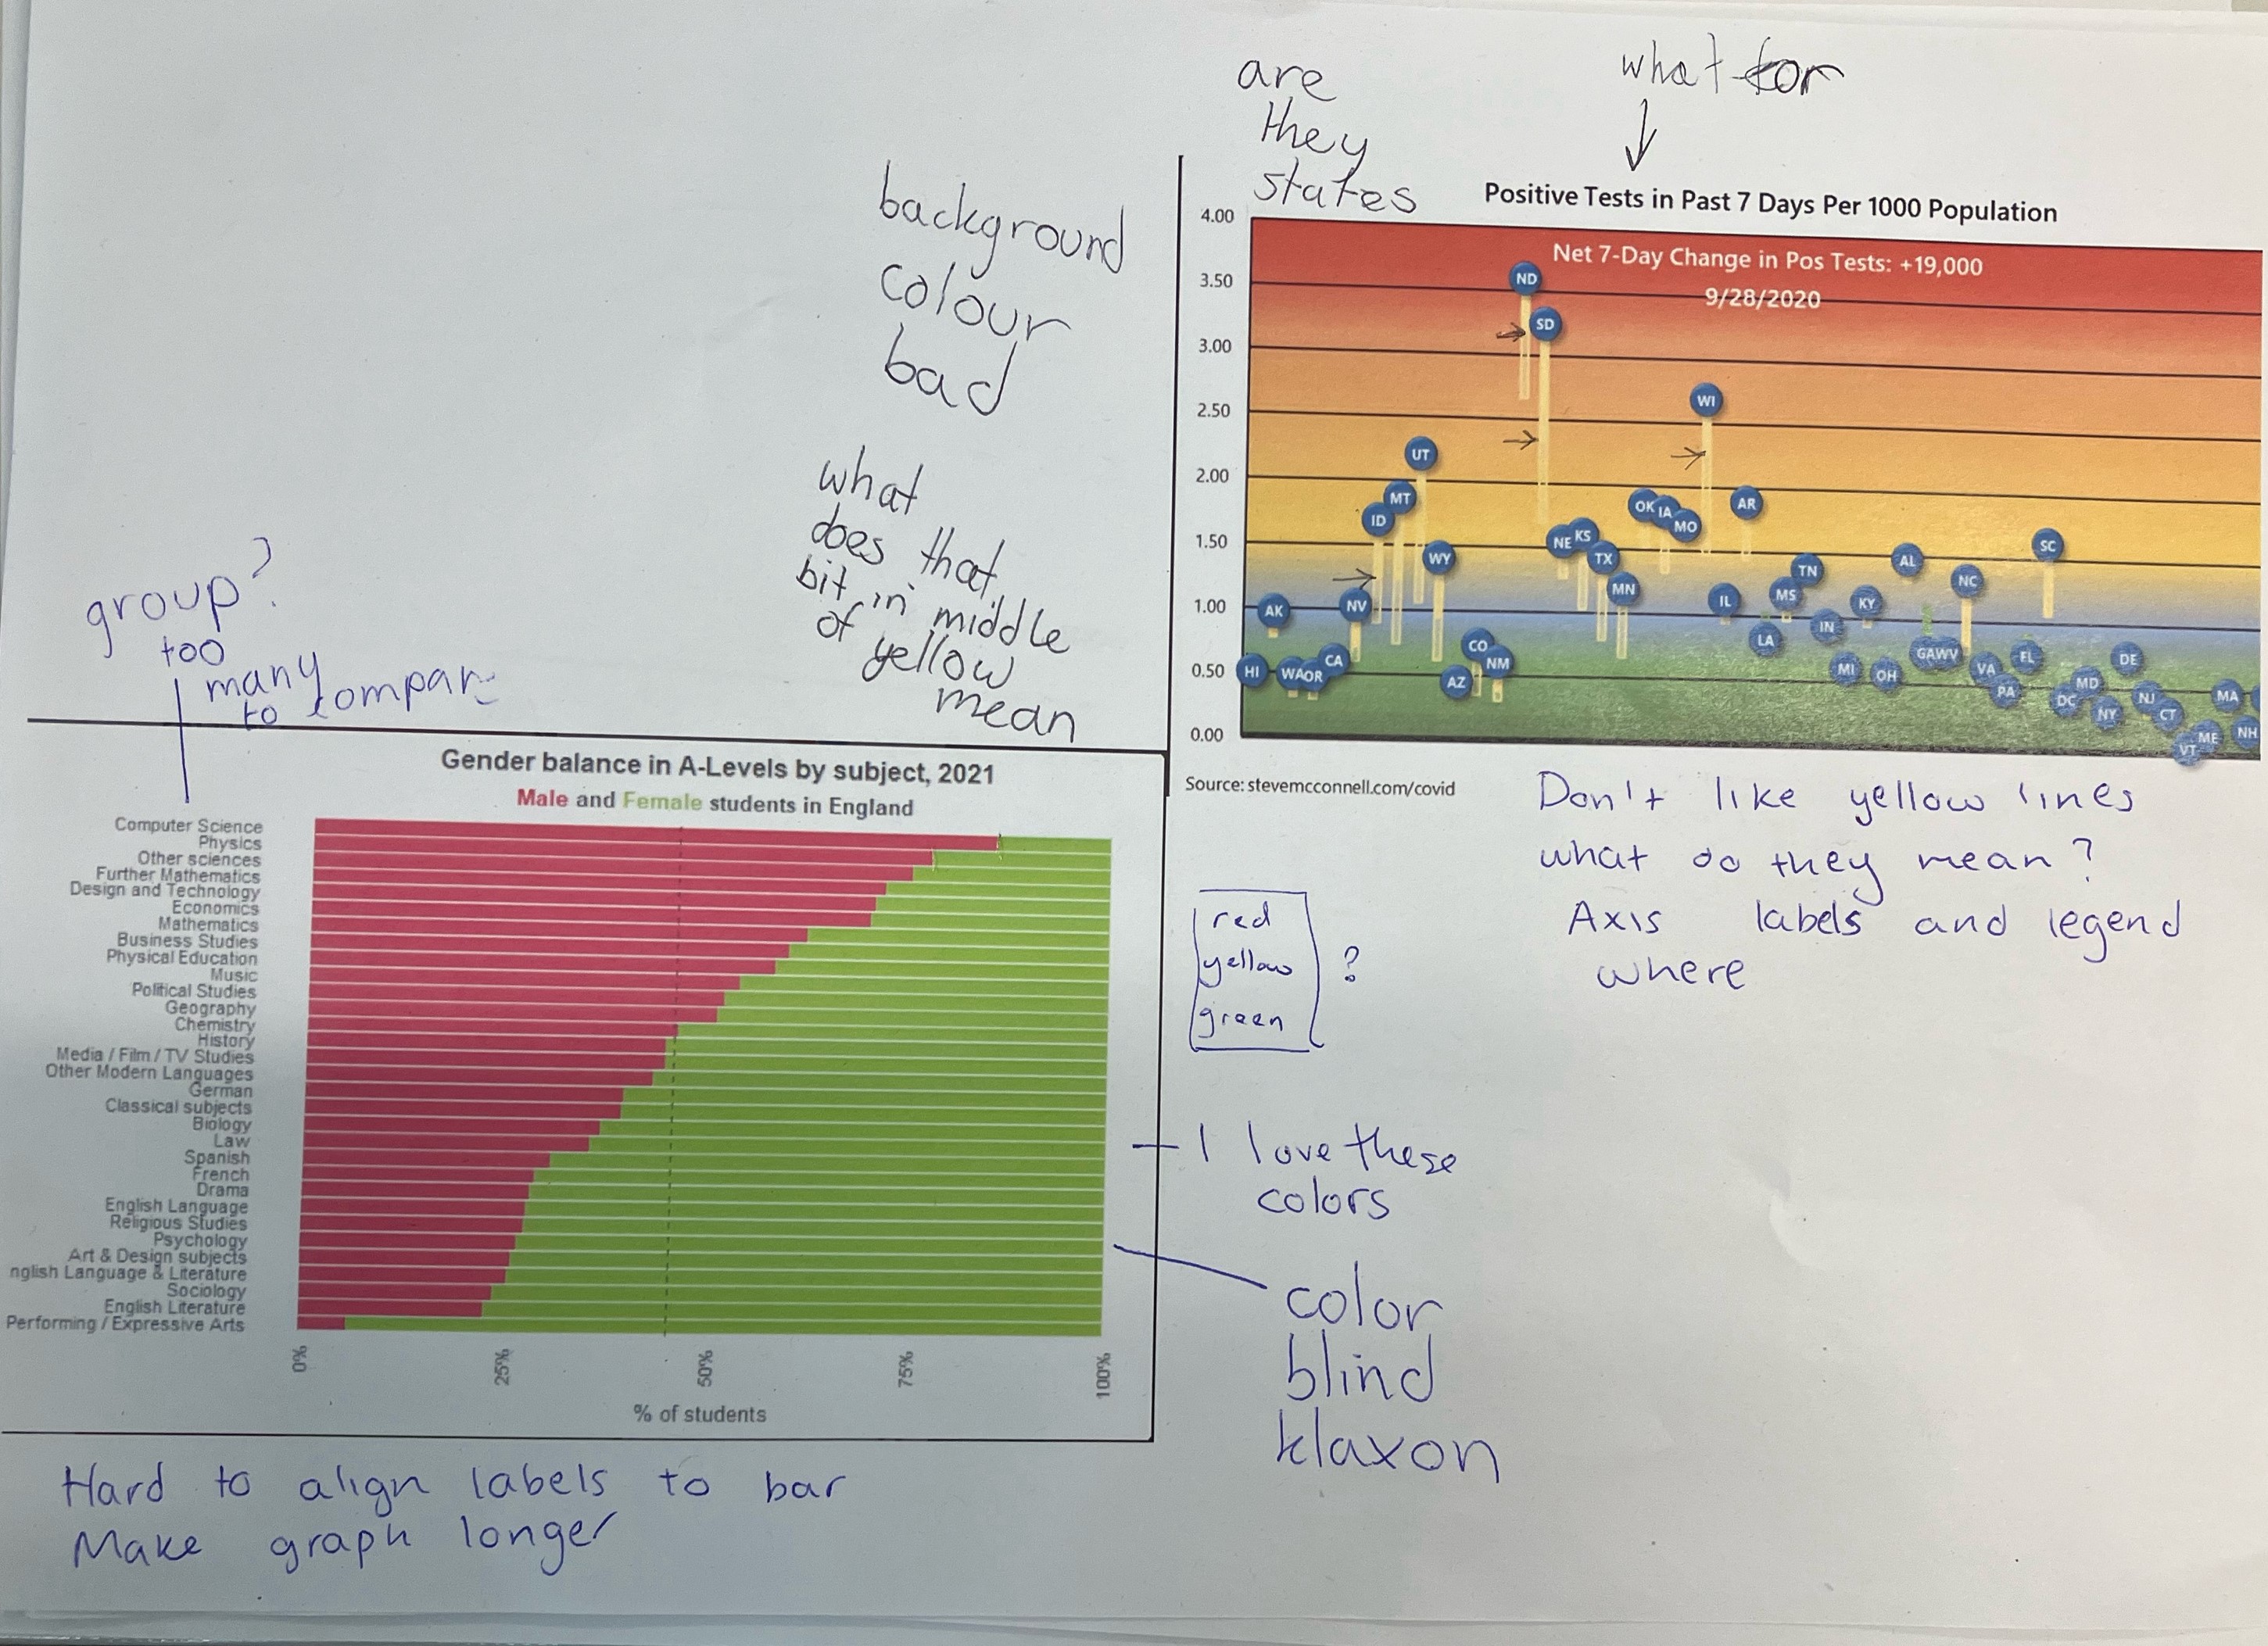 are
they
states
what for
background
colour
bad
what
does that
bit in middle
of yellow
mean
group?
too
many
to compare
Positive Tests in Past 7 Days Per 1000 Population
Net 7-Day Change in Pos Tests: +19,000
9/28/2020
4.00
3.50
3.00
2.50
2.00
1.50
1.00
0.50
0.00
ND
SD
WI
UT
MT
ID
OK
IA
MO
AR
NE
KS
TX
WY
MN
SC
AL
TN
NC
AK
NV
IL
MS
KY
LA
IN
HI
WA
OR
CA
CO
NM
AZ
MI
OH
GA
WV
VA
FL
PA
DE
DC
MD
NY
NJ
CT
VT
ME
MA
NH
Source: stevemcconnell.com/covid
Don't like yellow lines
what do they mean?
Axis labels and legend
where
red
yellow
green
?
I love these
colors
color
blind
klaxon
Gender balance in A-Levels by subject, 2021
Male and Female students in England
Computer Science
Physics
Other sciences
Further Mathematics
Design and Technology
Economics
Mathematics
Business Studies
Physical Education
Music
Political Studies
Geography
Chemistry
History
Media / Film / TV Studies
Other Modern Languages
German
Classical subjects
Biology
Law
Spanish
French
Drama
English Language
Religious Studies
Psychology
Art & Design subjects
nglish Language & Literature
Sociology
English Literature
Performing / Expressive Arts
0%
25%
50%
75%
100%
% of students
Hard to align labels to bar
Make graph longer